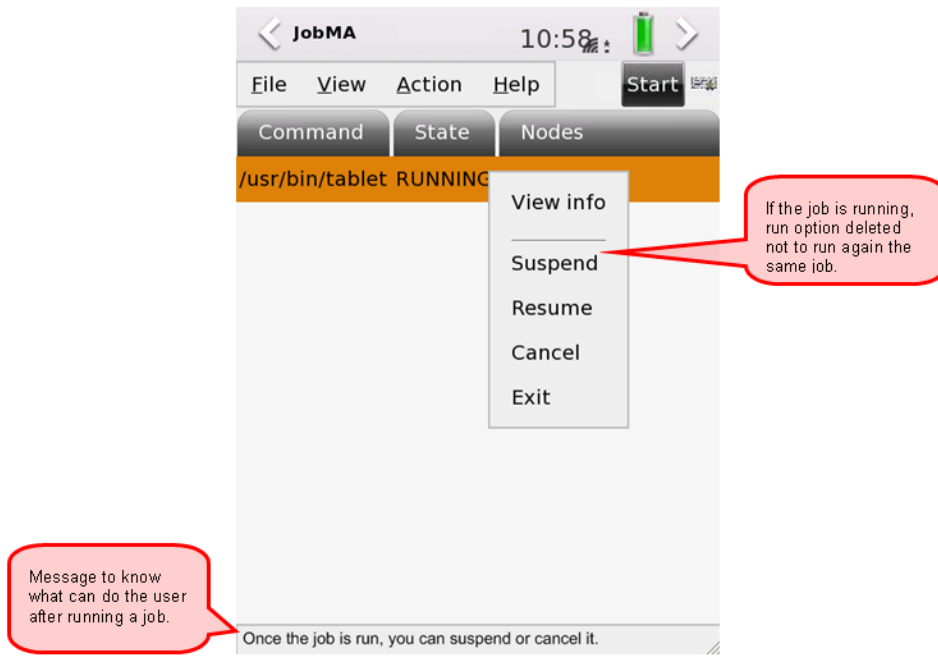 JobMA 10:58
File View Action Help Start
Command State Nodes
/usr/bin/tablet RUNNING
View info
Suspend
Resume
Cancel
Exit
If the job is running,
run option deleted
not to run again the
same job.
Message to know
what can do the user
after running a job.
Once the job is run, you can suspend or cancel it.